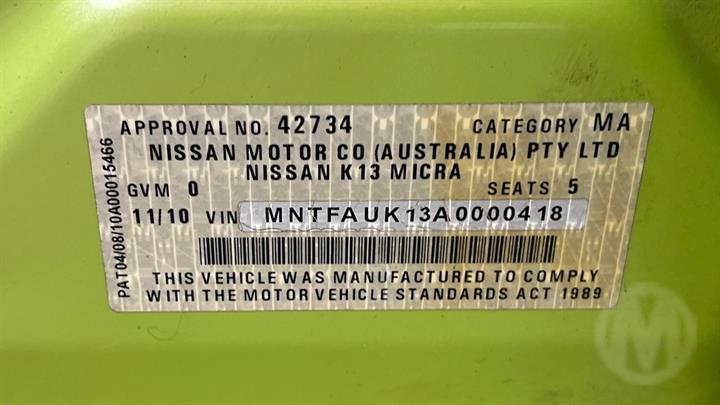 APPROVAL NO. 42734 CATEGORY MA
NISSAN MOTOR CO (AUSTRALIA) PTY LTD
NISSAN K13 MICRA
GVM 0 SEATS 5
11/10 VIN MNTFAUK13A0000418
THIS VEHICLE WAS MANUFACTURED TO COMPLY
WITH THE MOTOR VEHICLE STANDARDS ACT 1989
PAT04/08/10A00015466
M